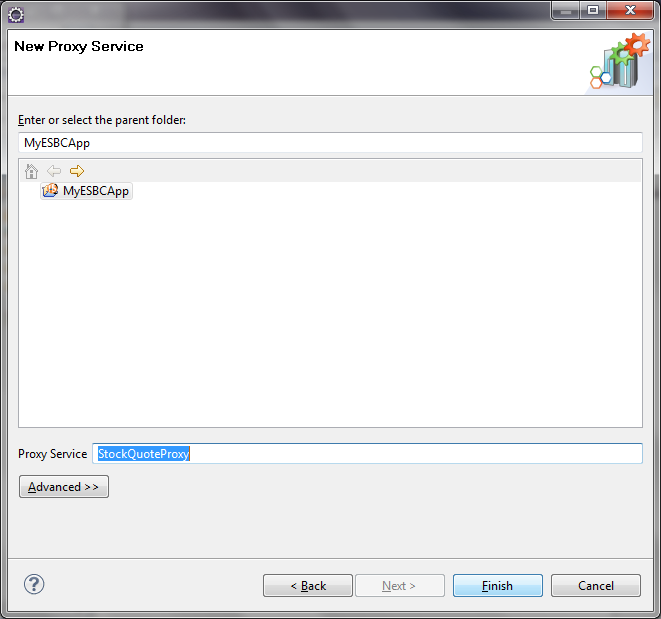 New Proxy Service
Enter or select the parent folder:
MyESBCApp
MyESBCApp
Proxy Service StockQuoteProxy
Advanced >>
? < Back Next > Finish Cancel